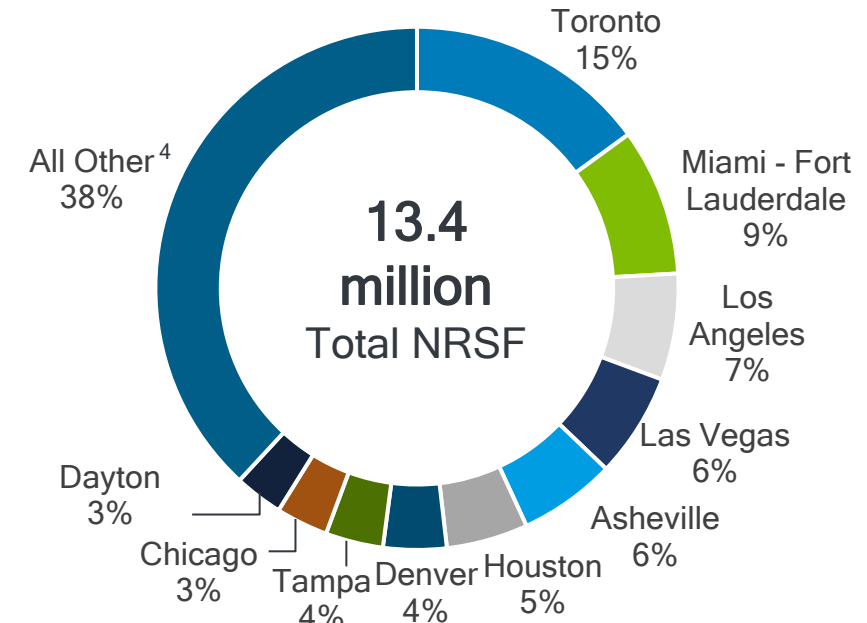 Toronto
15%
Miami - Fort
Lauderdale
9%
Los
Angeles
7%
Las Vegas
6%
Asheville
6%
Houston
5%
Denver
4%
Tampa
4%
Chicago
3%
Dayton
3%
All Other 4
38%
13.4
million
Total NRSF